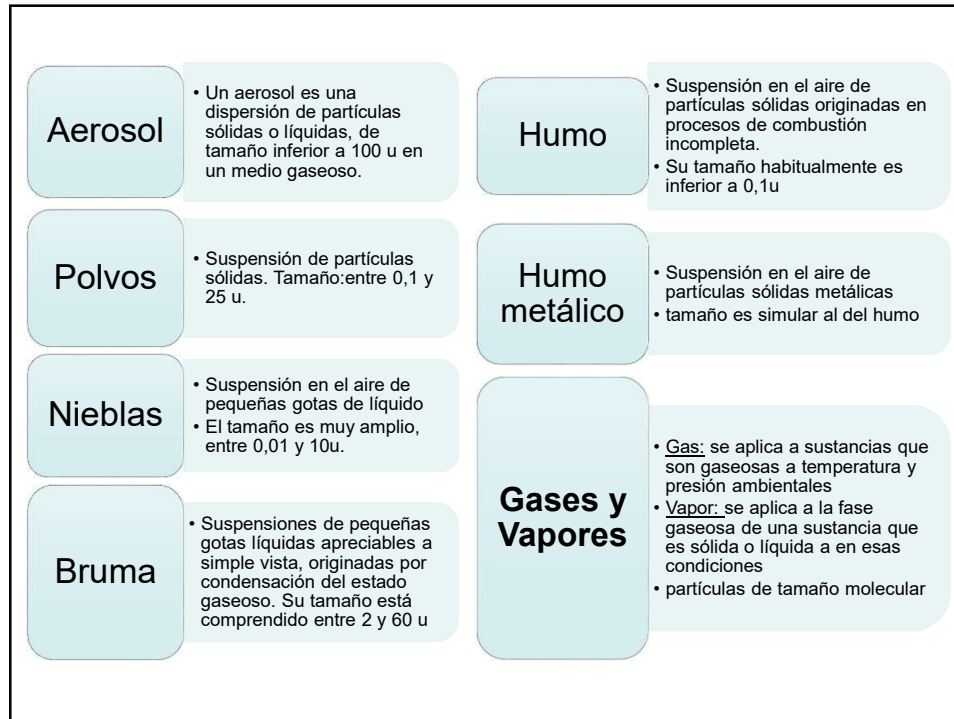 Aerosol
• Un aerosol es una
dispersión de partículas
sólidas o líquidas, de
tamaño inferior a 100 u en
un medio gaseoso.
Polvos
• Suspensión de partículas
sólidas. Tamaño:entre 0,1 y
25 u.
Nieblas
• Suspensión en el aire de
pequeñas gotas de líquido
• El tamaño es muy amplio,
entre 0,01 y 10u.
Bruma
• Suspensiones de pequeñas
gotas líquidas apreciables a
simple vista, originadas por
condensación del estado
gaseoso. Su tamaño está
comprendido entre 2 y 60 u
Humo
• Suspensión en el aire de
partículas sólidas originadas en
procesos de combustión
incompleta.
• Su tamaño habitualmente es
inferior a 0,1u
Humo
metálico
• Suspensión en el aire de
partículas sólidas metálicas
• tamaño es simular al del humo
Gases y
Vapores
• Gas: se aplica a sustancias que
son gaseosas a temperatura y
presión ambientales
• Vapor: se aplica a la fase
gaseosa de una sustancia que
es sólida o líquida a en esas
condiciones
• partículas de tamaño molecular